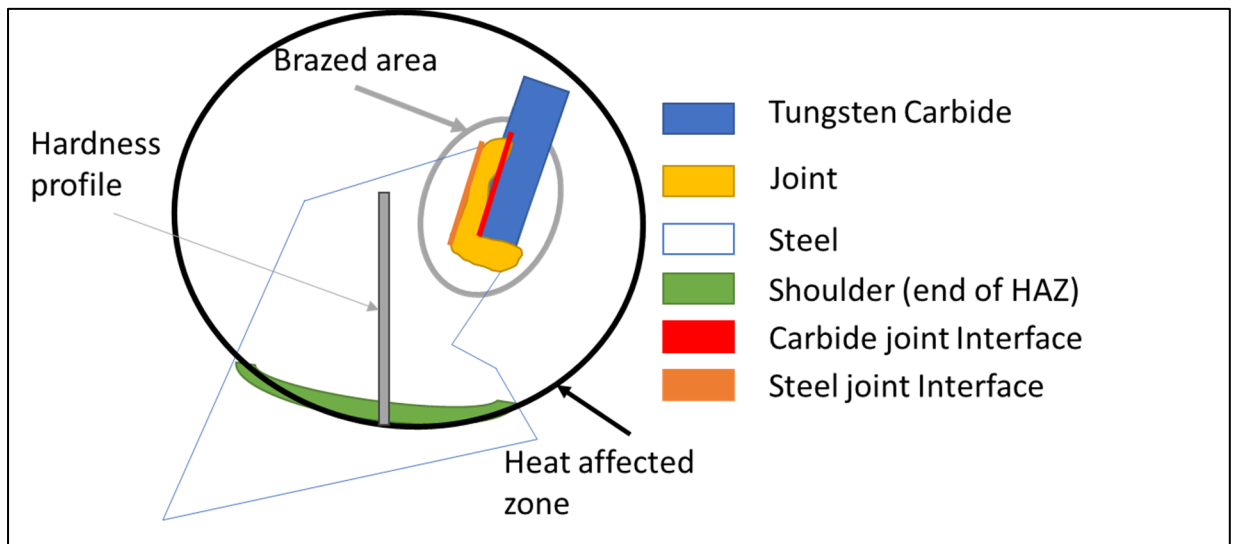 Brazed area
Hardness
profile
Tungsten Carbide
Joint
Steel
Shoulder (end of HAZ)
Carbide joint Interface
Steel joint Interface
Heat affected
zone